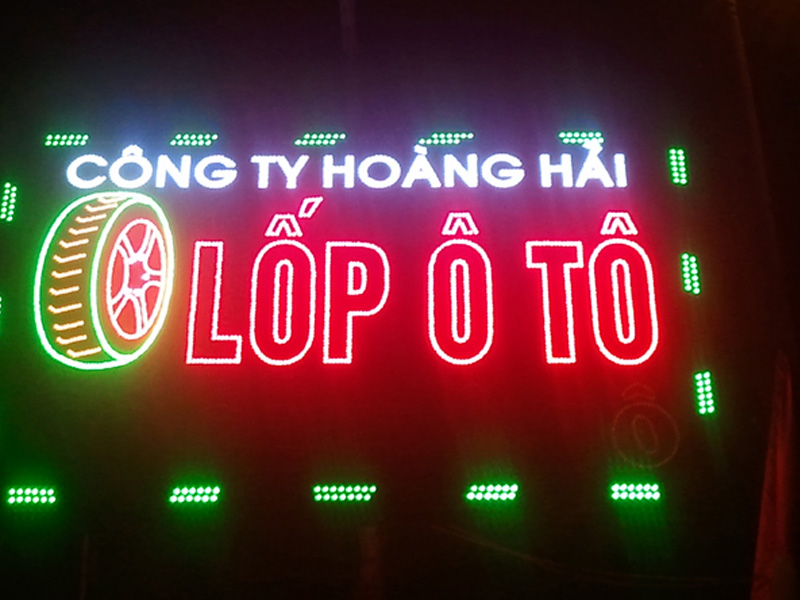 CÔNG TY HOÀNG HẢI
LỐP Ô TÔ